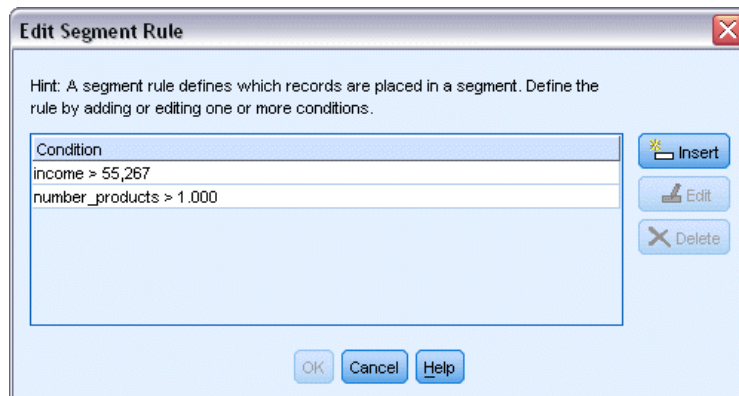 Edit Segment Rule
Hint: A segment rule defines which records are placed in a segment. Define the
rule by adding or editing one or more conditions.
Condition
income > 55,267
number_products > 1.000
Insert
Edit
Delete
OK
Cancel
Help